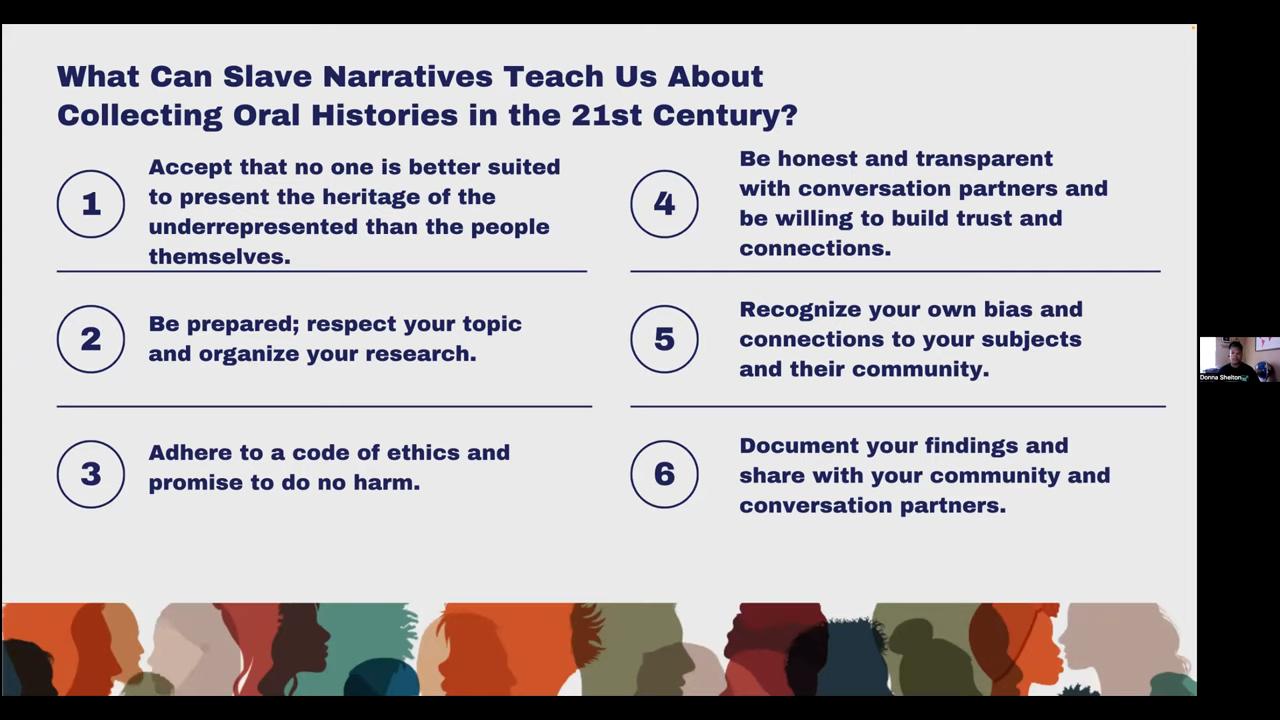 What Can Slave Narratives Teach Us About
Collecting Oral Histories in the 21st Century?
1
Accept that no one is better suited
to present the heritage of the
underrepresented than the people
themselves.
2
Be prepared; respect your topic
and organize your research.
3
Adhere to a code of ethics and
promise to do no harm.
4
Be honest and transparent
with conversation partners and
be willing to build trust and
connections.
5
Recognize your own bias and
connections to your subjects
and their community.
6
Document your findings and
share with your community and
conversation partners.
Donna Shelton